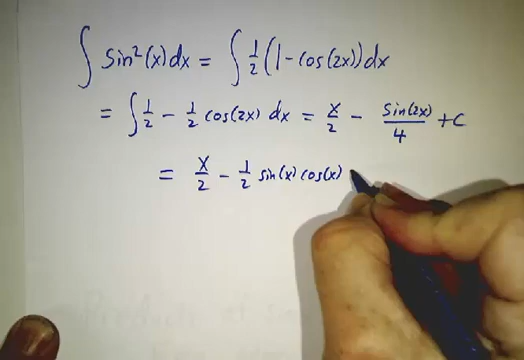 ∫ sin²(x) dx = ∫ 1/2 (1 - cos(2x)) dx
= ∫ 1/2 - 1/2 cos(2x) dx = x/2 - sin(2x)/4 + C
= x/2 - 1/2 sin(x) cos(x)